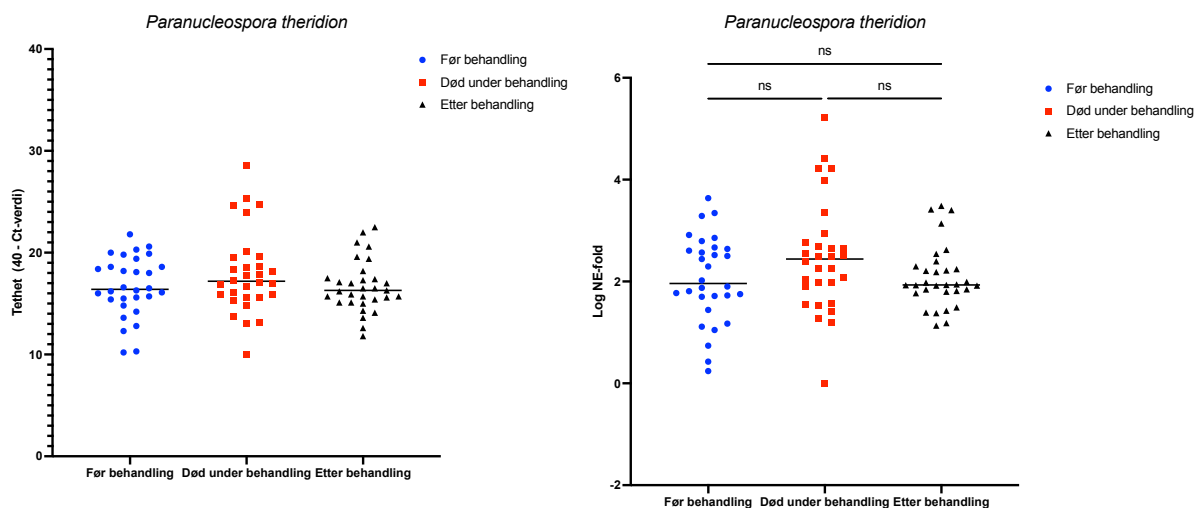 Paranucleospora theridion
Tethet (40 - Ct-verdi)
40
30
20
10
0
Før behandling
Død under behandling
Etter behandling
Før behandling
Død under behandling
Etter behandling
Paranucleospora theridion
Log NE-fold
6
4
2
0
-2
ns
ns
ns
Før behandling
Død under behandling
Etter behandling
Før behandling
Død under behandling
Etter behandling